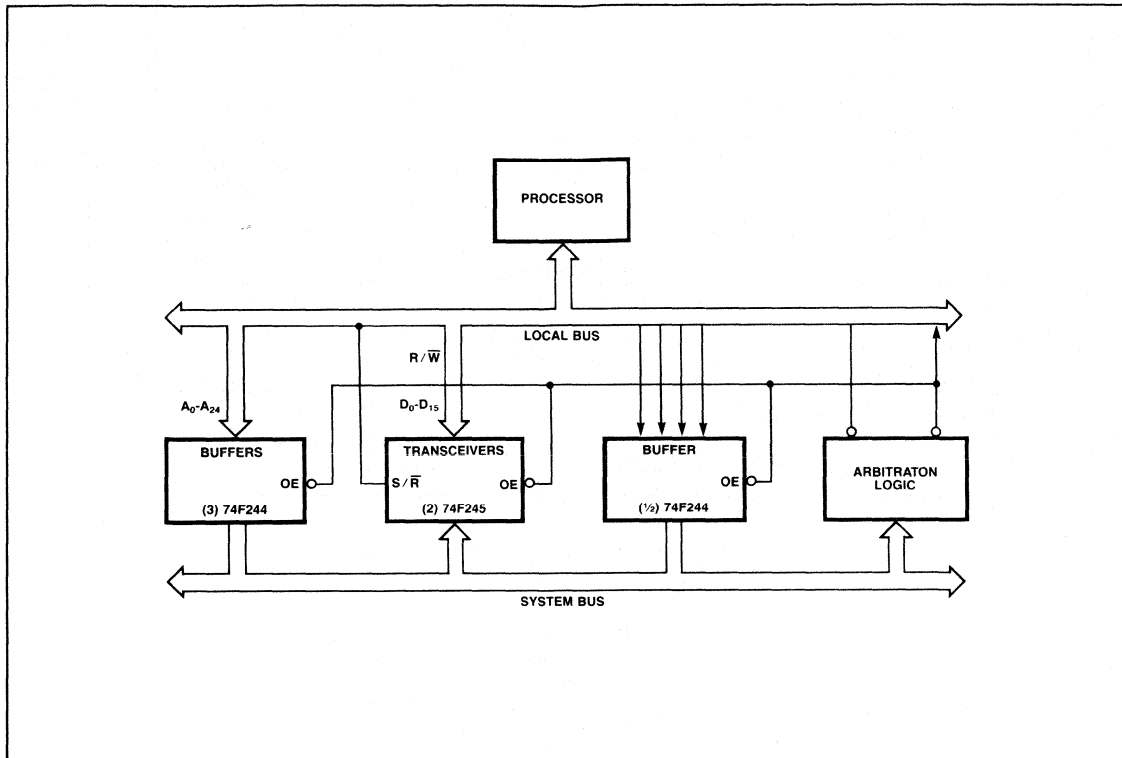 PROCESSOR
LOCAL BUS
R/W̅
A₀-A₂₄
D₀-D₁₅
BUFFERS
OE
(3) 74F244
TRANSCEIVERS
S/R̅
OE
(2) 74F245
BUFFER
OE
(½) 74F244
ARBITRATON
LOGIC
SYSTEM BUS